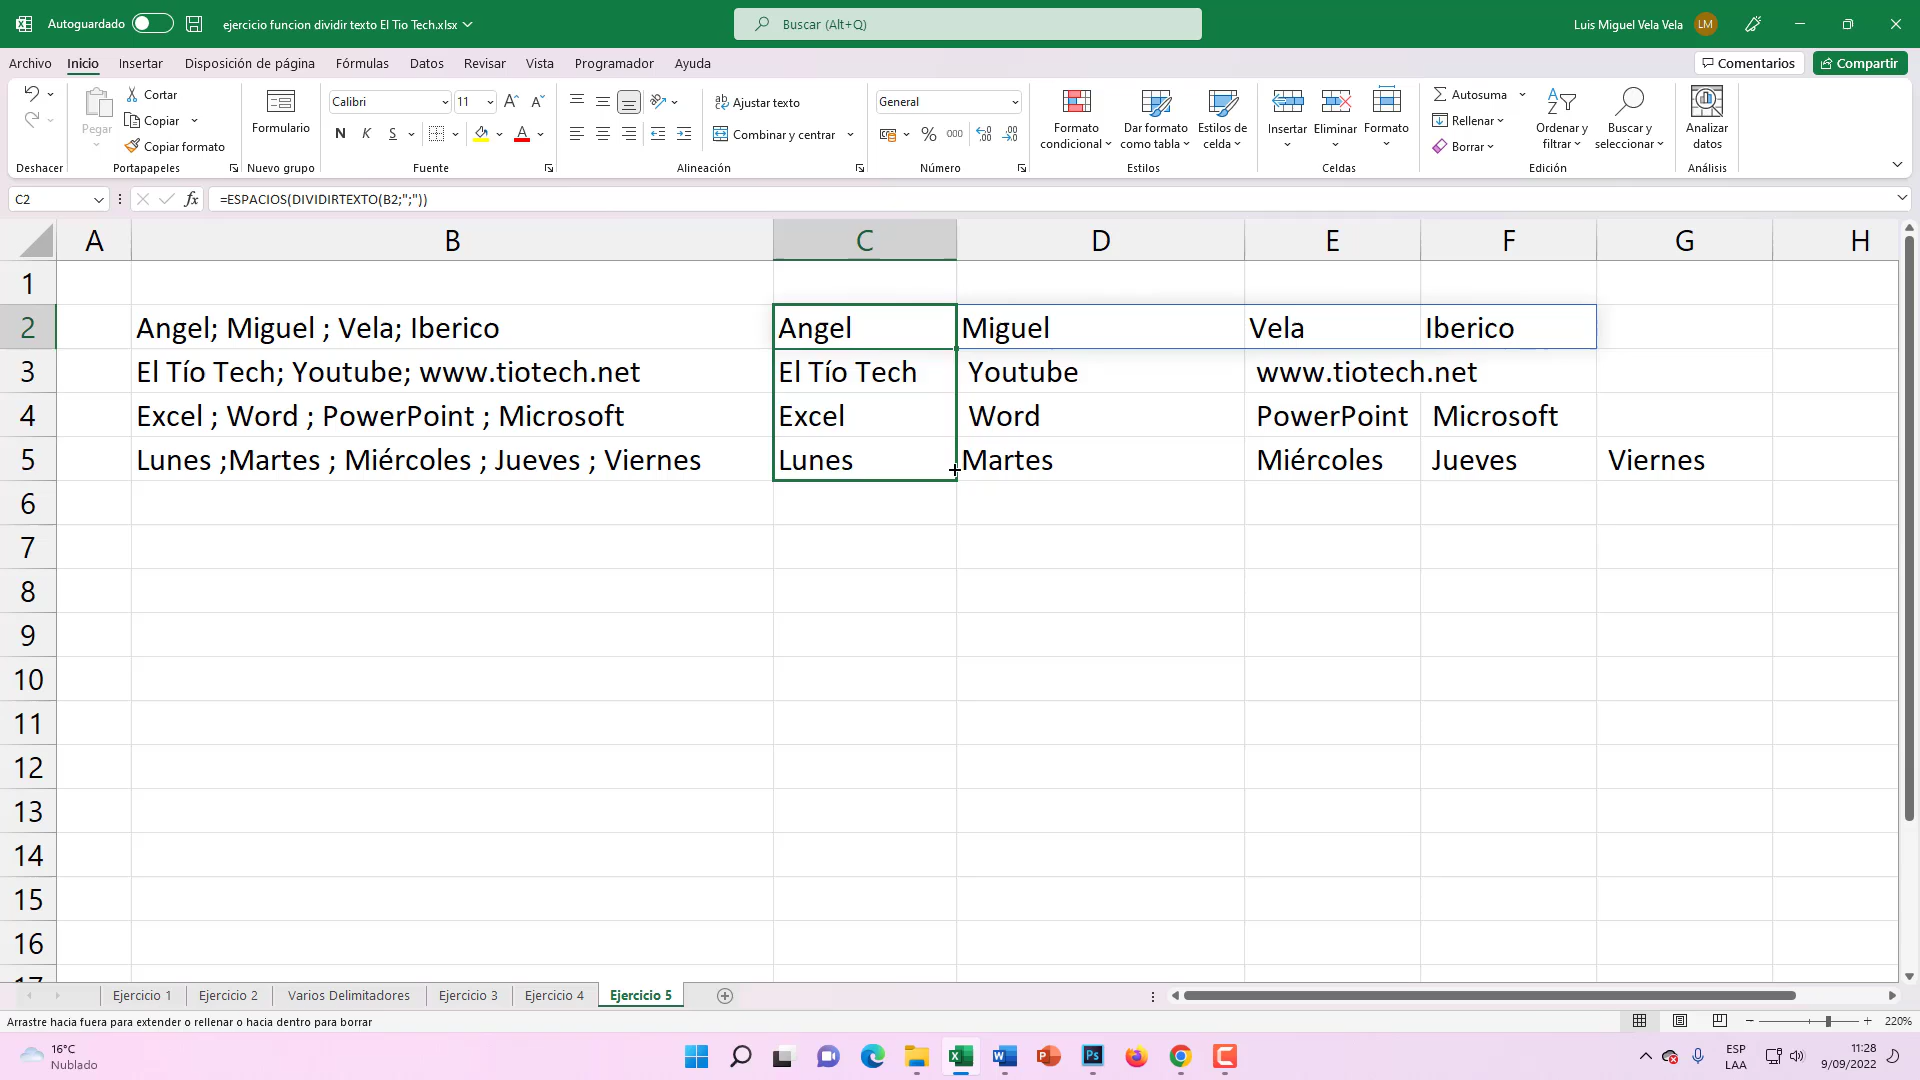 Autoguardado
ejercicio funcion dividir texto El Tio Tech.xlsx
Buscar (Alt+Q)
Luis Miguel Vela Vela
LM
Archivo Inicio Insertar Disposición de página Fórmulas Datos Revisar Vista Programador Ayuda
Comentarios
Compartir
Deshacer
Pegar
Cortar
Copiar
Copiar formato
Portapapeles
Formulario
Nuevo grupo
Calibri 11
N K S
Fuente
Ajustar texto
Combinar y centrar
Alineación
General
% 000
Número
Formato condicional
Dar formato como tabla
Estilos de celda
Estilos
Insertar Eliminar Formato
Celdas
Autosuma
Rellenar
Borrar
Ordenar y filtrar
Buscar y seleccionar
Edición
Analizar datos
Análisis
C2
fx
=ESPACIOS(DIVIDIRTEXTO(B2;";"))
A B C D E F G H
1
2 Angel; Miguel ; Vela; Iberico Angel Miguel Vela Iberico
3 El Tío Tech; Youtube; www.tiotech.net El Tío Tech Youtube www.tiotech.net
4 Excel ; Word ; PowerPoint ; Microsoft Excel Word PowerPoint Microsoft
5 Lunes ;Martes ; Miércoles ; Jueves ; Viernes Lunes Martes Miércoles Jueves Viernes
6
7
8
9
10
11
12
13
14
15
16
17
Ejercicio 1 Ejercicio 2 Varios Delimitadores Ejercicio 3 Ejercicio 4 Ejercicio 5
Arrastre hacia fuera para extender o rellenar o hacia dentro para borrar
220%
16°C
Nublado
ESP
LAA
11:28
9/09/2022